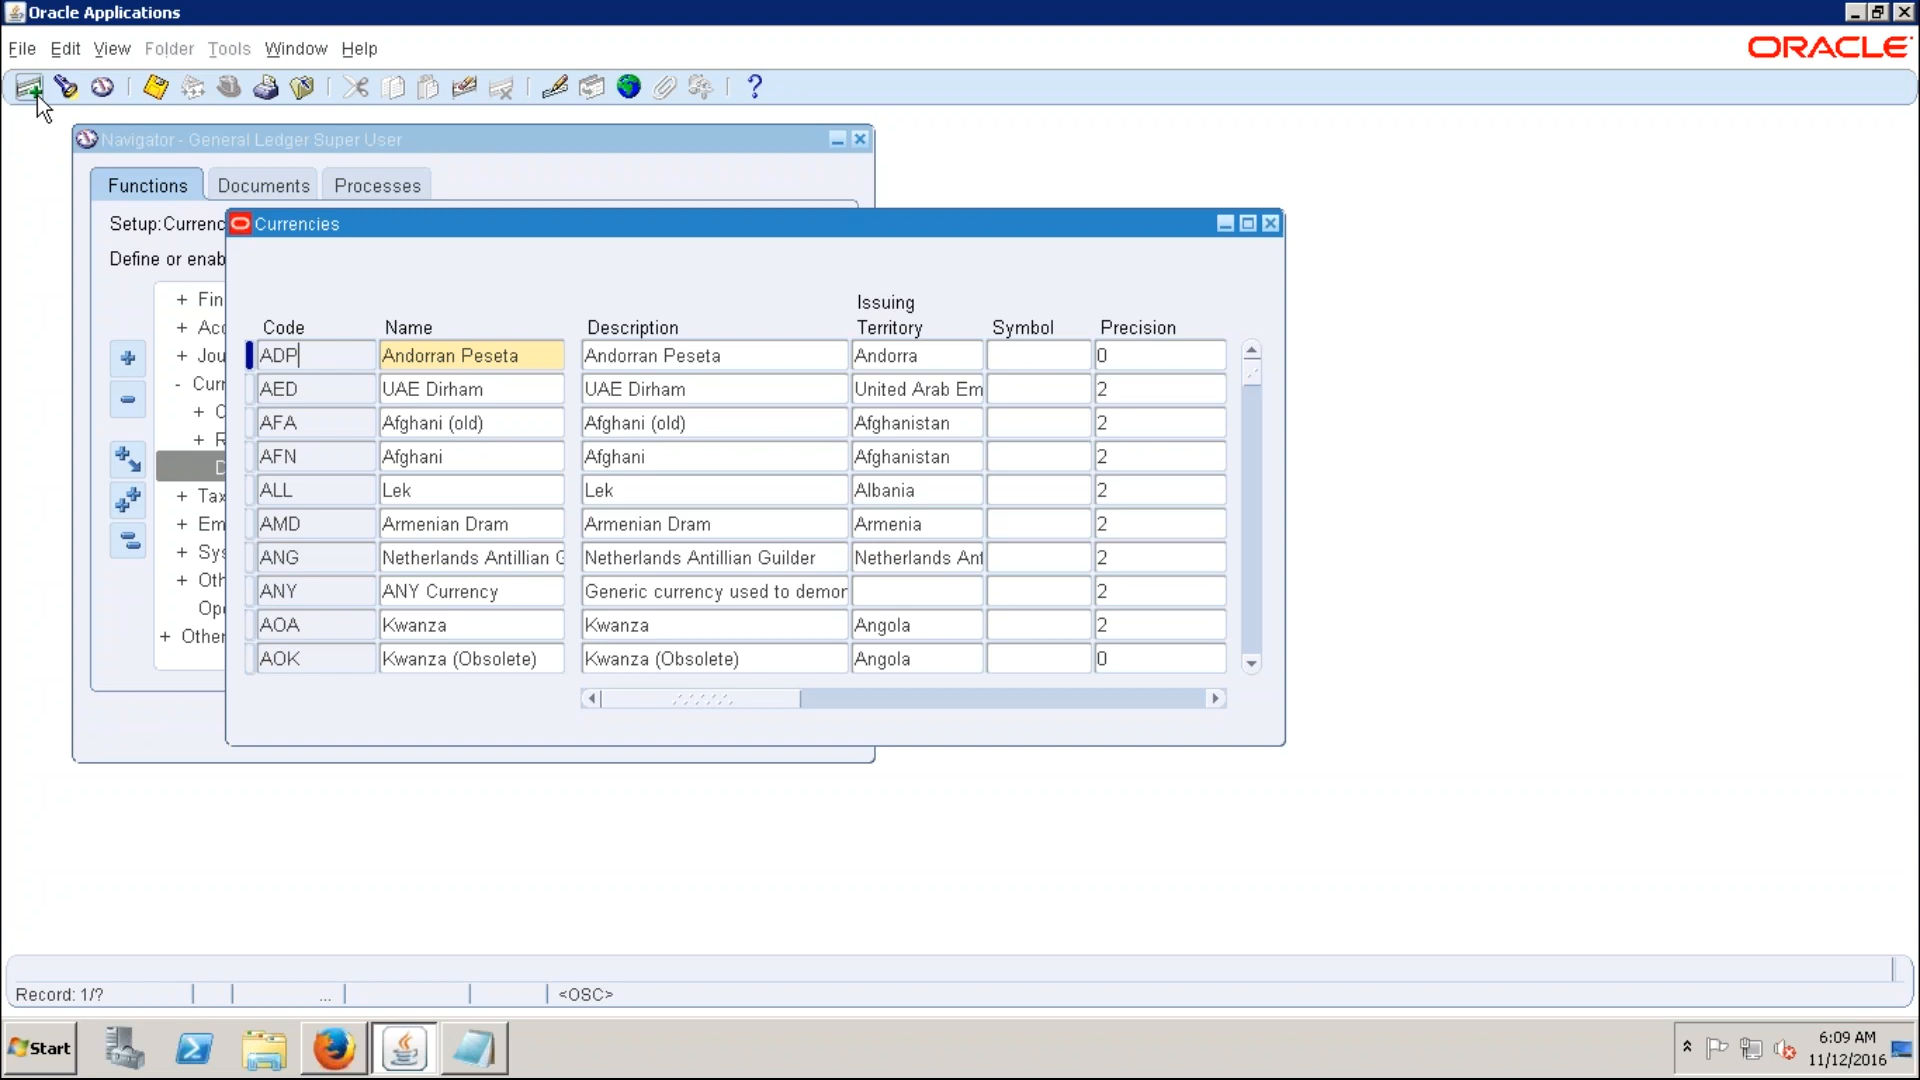 Oracle Applications
File Edit View Folder Tools Window Help
ORACLE
Navigator - General Ledger Super User
Functions Documents Processes
Setup:Currenc
Define or enab
+ Fin
+ Acc
+ Jou
- Curr
+ C
+ R
D
+ Tax
+ Em
+ Sys
+ Oth
Ope
+ Other
Currencies
Issuing
Code Name Description Territory Symbol Precision
ADP Andorran Peseta Andorran Peseta Andorra 0
AED UAE Dirham UAE Dirham United Arab Em 2
AFA Afghani (old) Afghani (old) Afghanistan 2
AFN Afghani Afghani Afghanistan 2
ALL Lek Lek Albania 2
AMD Armenian Dram Armenian Dram Armenia 2
ANG Netherlands Antillian G Netherlands Antillian Guilder Netherlands Ant 2
ANY ANY Currency Generic currency used to demor 2
AOA Kwanza Kwanza Angola 2
AOK Kwanza (Obsolete) Kwanza (Obsolete) Angola 0
Record: 1/? ... <OSC>
Start
6:09 AM
11/12/2016